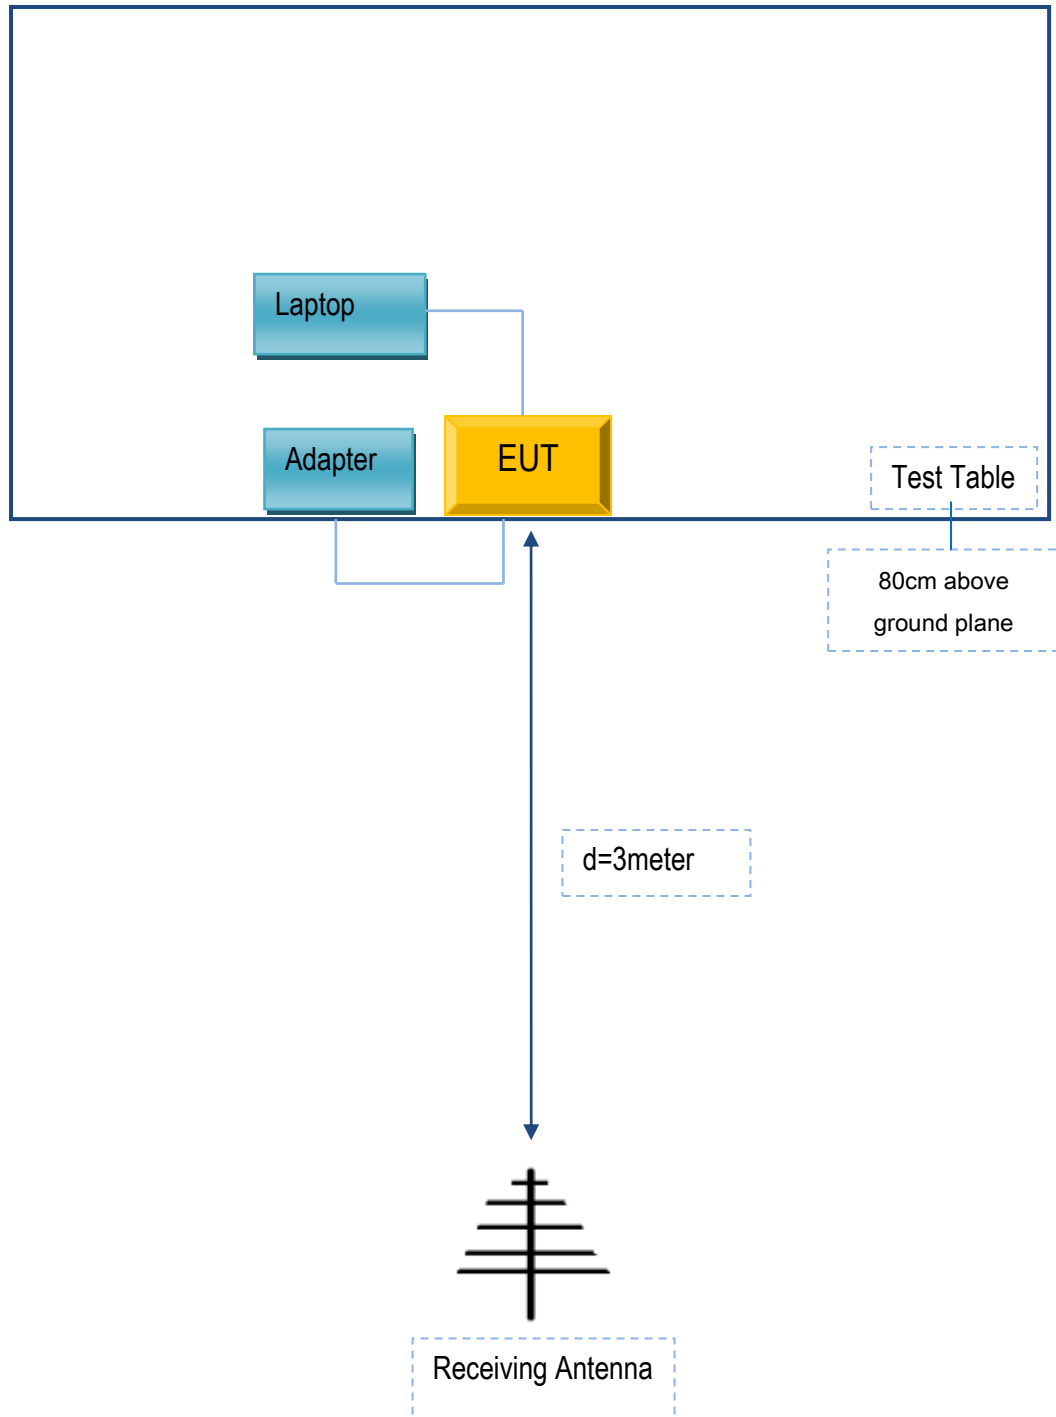 Laptop
Adapter
EUT
Test Table
80cm above
ground plane
d=3meter
Receiving Antenna